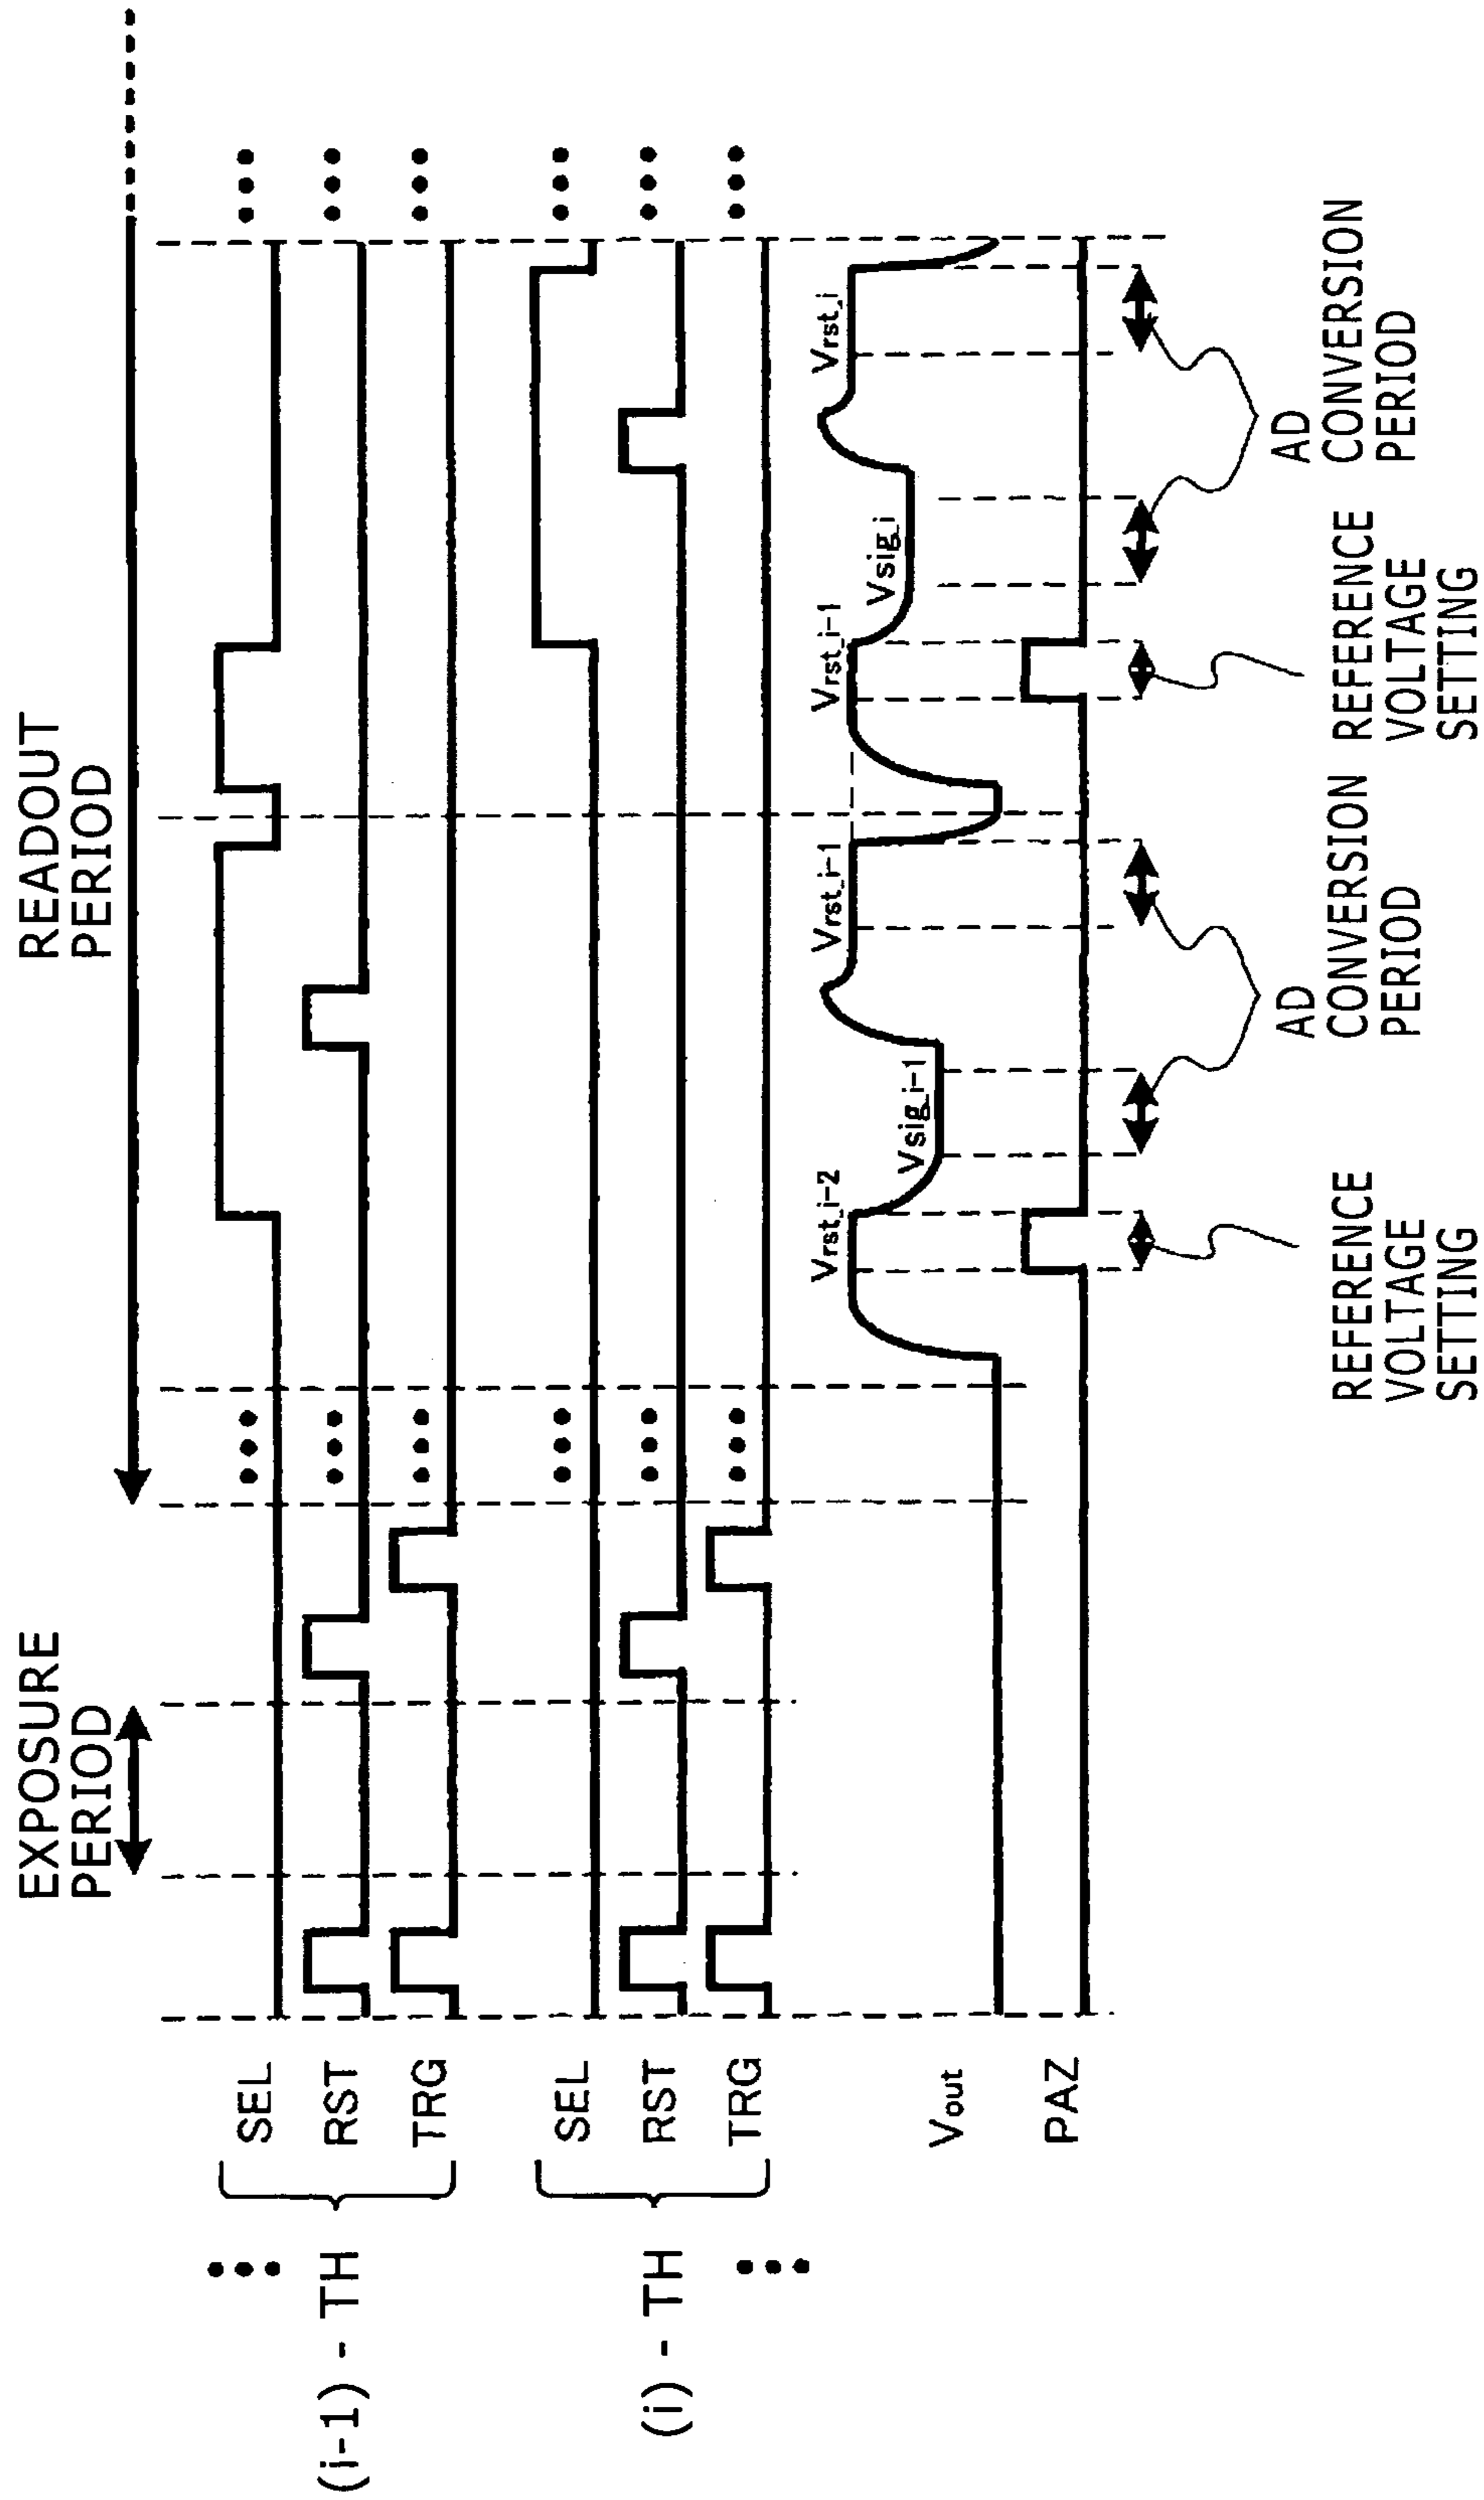 EXPOSURE
PERIOD
READOUT
PERIOD
(i-1) - TH
SEL
RST
TRG
(i) - TH
SEL
RST
TRG
Vout
Vrst_i-2
Vsig_i-1
Vrst_i-1
Vrst_i-1
Vsig_i
Vrst_i
PAZ
REFERENCE
VOLTAGE
SETTING
AD
CONVERSION
PERIOD
REFERENCE
VOLTAGE
SETTING
AD
CONVERSION
PERIOD